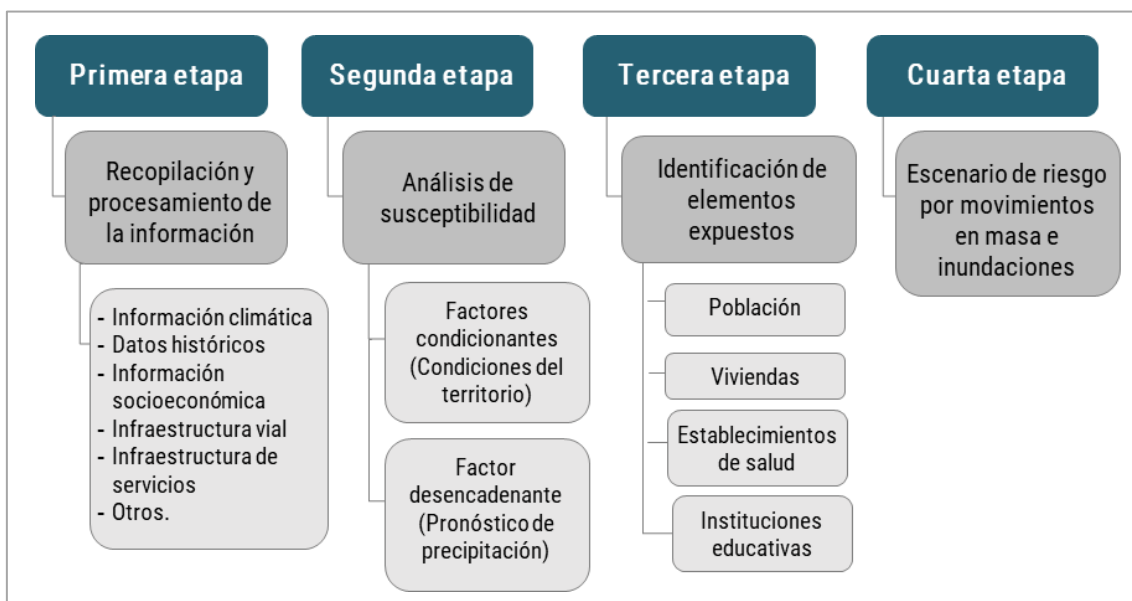 Primera etapa
Recopilación y
procesamiento de
la información
- Información climática
- Datos históricos
- Información
socioeconómica
- Infraestructura vial
- Infraestructura de
servicios
- Otros.
Segunda etapa
Análisis de
susceptibilidad
Factores
condicionantes
(Condiciones del
territorio)
Factor
desencadenante
(Pronóstico de
precipitación)
Tercera etapa
Identificación de
elementos
expuestos
Población
Viviendas
Establecimientos
de salud
Instituciones
educativas
Cuarta etapa
Escenario de riesgo
por movimientos
en masa e
inundaciones